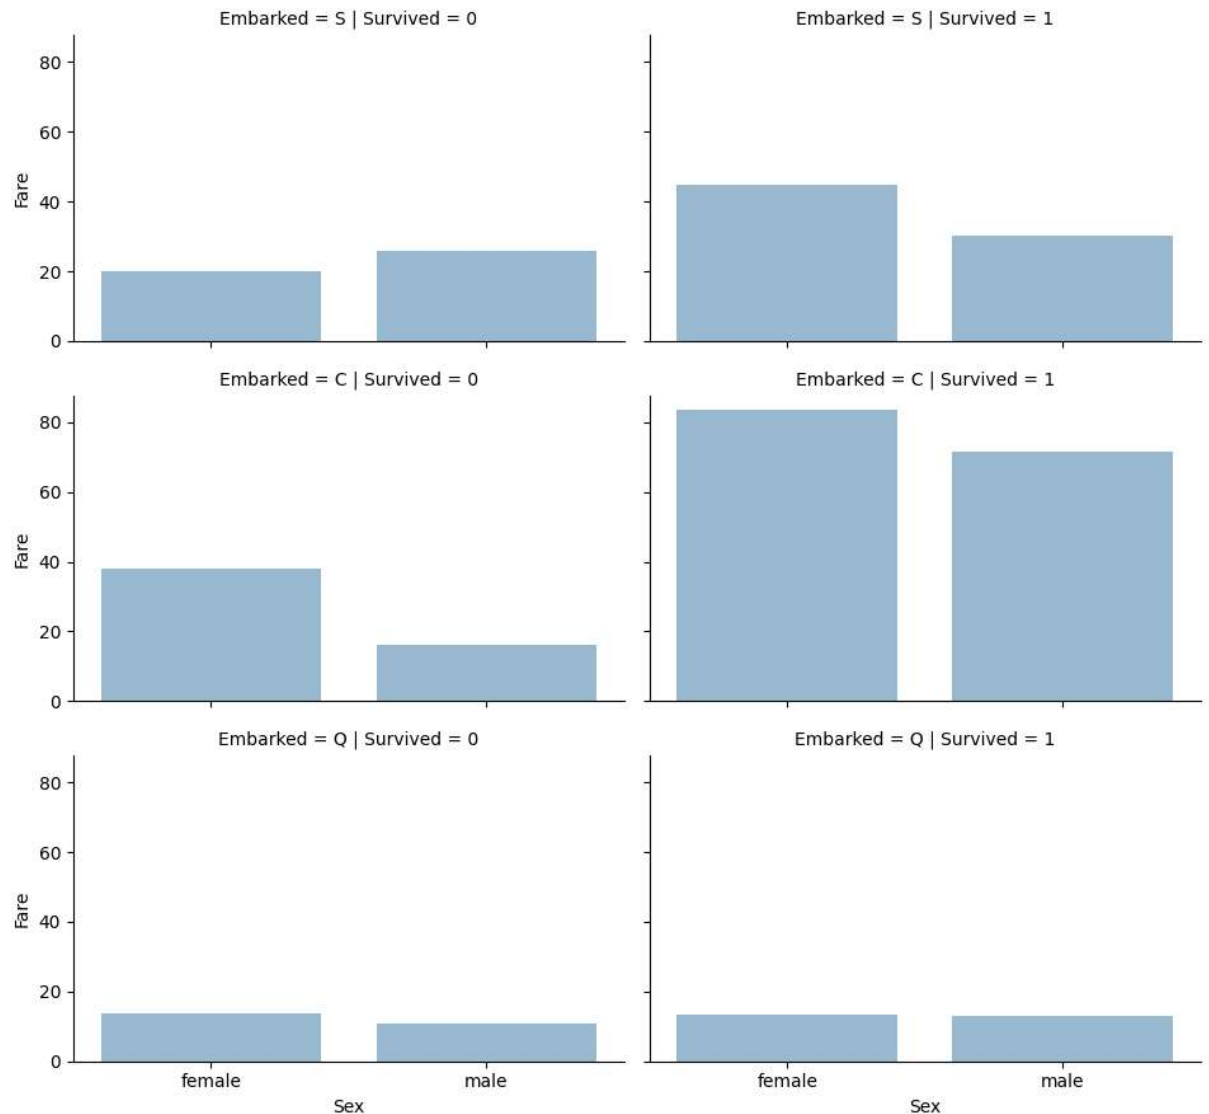 Embarked = S | Survived = 0
Embarked = S | Survived = 1
80
60
40
20
0
Fare
Embarked = C | Survived = 0
Embarked = C | Survived = 1
80
60
40
20
0
Fare
Embarked = Q | Survived = 0
Embarked = Q | Survived = 1
80
60
40
20
0
Fare
female
male
female
male
Sex
Sex